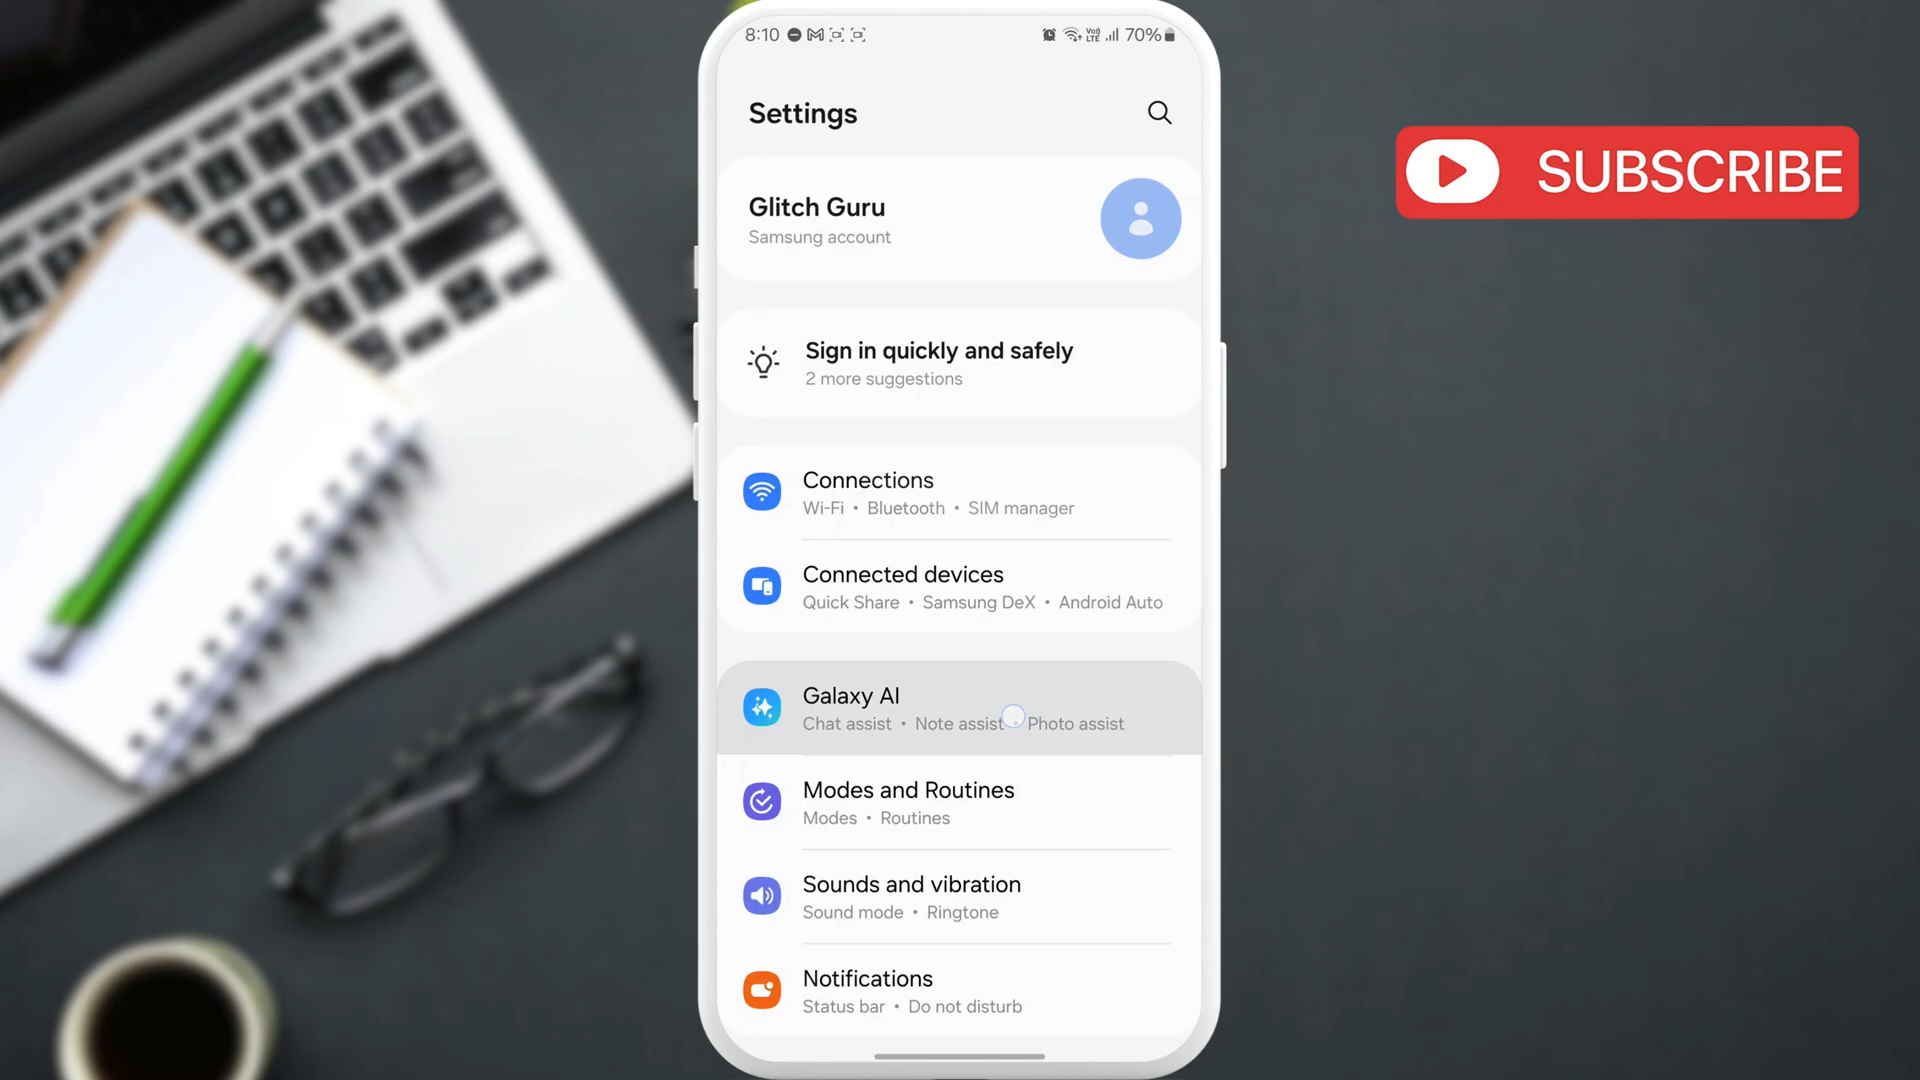 8:10
VoI) LTE 70%
Settings
Glitch Guru
Samsung account
Sign in quickly and safely
2 more suggestions
Connections
Wi-Fi • Bluetooth • SIM manager
Connected devices
Quick Share • Samsung DeX • Android Auto
Galaxy AI
Chat assist • Note assist • Photo assist
Modes and Routines
Modes • Routines
Sounds and vibration
Sound mode • Ringtone
Notifications
Status bar • Do not disturb
SUBSCRIBE